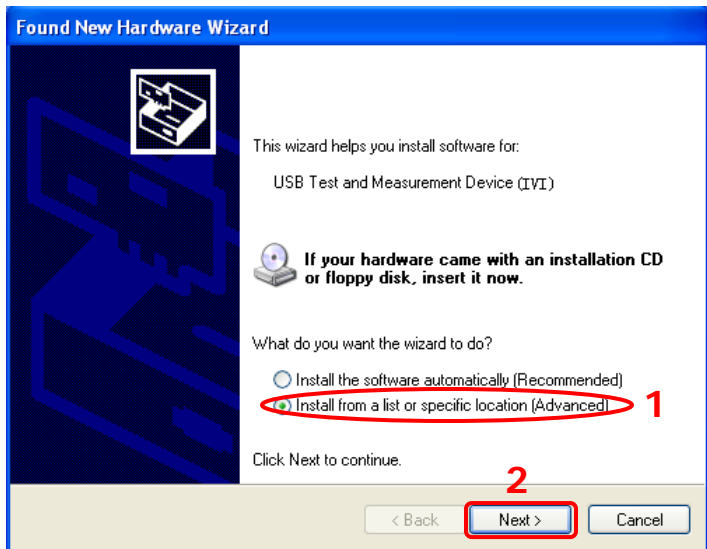 Found New Hardware Wizard
This wizard helps you install software for:
USB Test and Measurement Device (IVI)
If your hardware came with an installation CD
or floppy disk, insert it now.
What do you want the wizard to do?
Install the software automatically (Recommended)
Install from a list or specific location (Advanced)
1
Click Next to continue.
2
< Back
Next >
Cancel